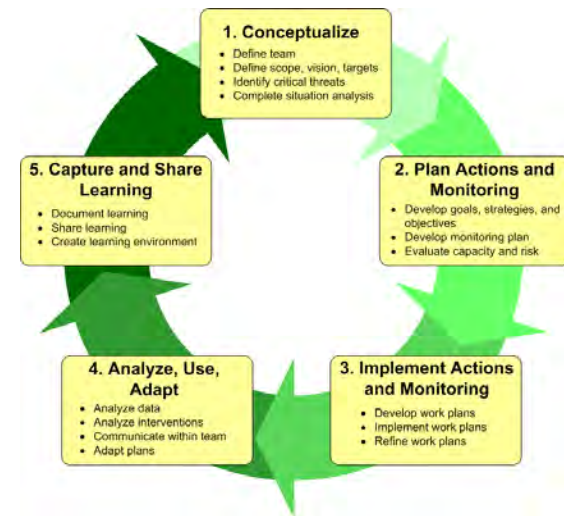 1. Conceptualize
• Define team
• Define scope, vision, targets
• Identify critical threats
• Complete situation analysis
2. Plan Actions and
Monitoring
• Develop goals, strategies, and
objectives
• Develop monitoring plan
• Evaluate capacity and risk
3. Implement Actions
and Monitoring
• Develop work plans
• Implement work plans
• Refine work plans
4. Analyze, Use,
Adapt
• Analyze data
• Analyze interventions
• Communicate within team
• Adapt plans
5. Capture and Share
Learning
• Document learning
• Share learning
• Create learning environment